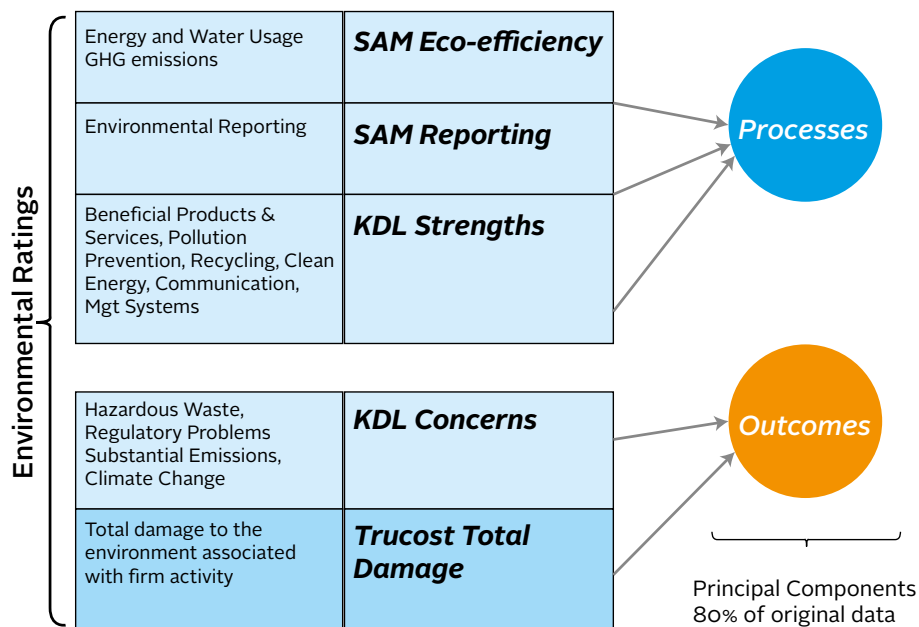 Environmental Ratings
Energy and Water Usage
GHG emissions
SAM Eco-efficiency
Environmental Reporting
SAM Reporting
Beneficial Products &
Services, Pollution
Prevention, Recycling, Clean
Energy, Communication,
Mgt Systems
KDL Strengths
Processes
Hazardous Waste,
Regulatory Problems
Substantial Emissions,
Climate Change
KDL Concerns
Outcomes
Total damage to the
environment associated
with firm activity
Trucost Total
Damage
Principal Components
80% of original data